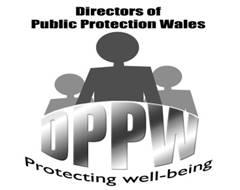 Directors of
Public Protection Wales
DPPW
Protecting well-being